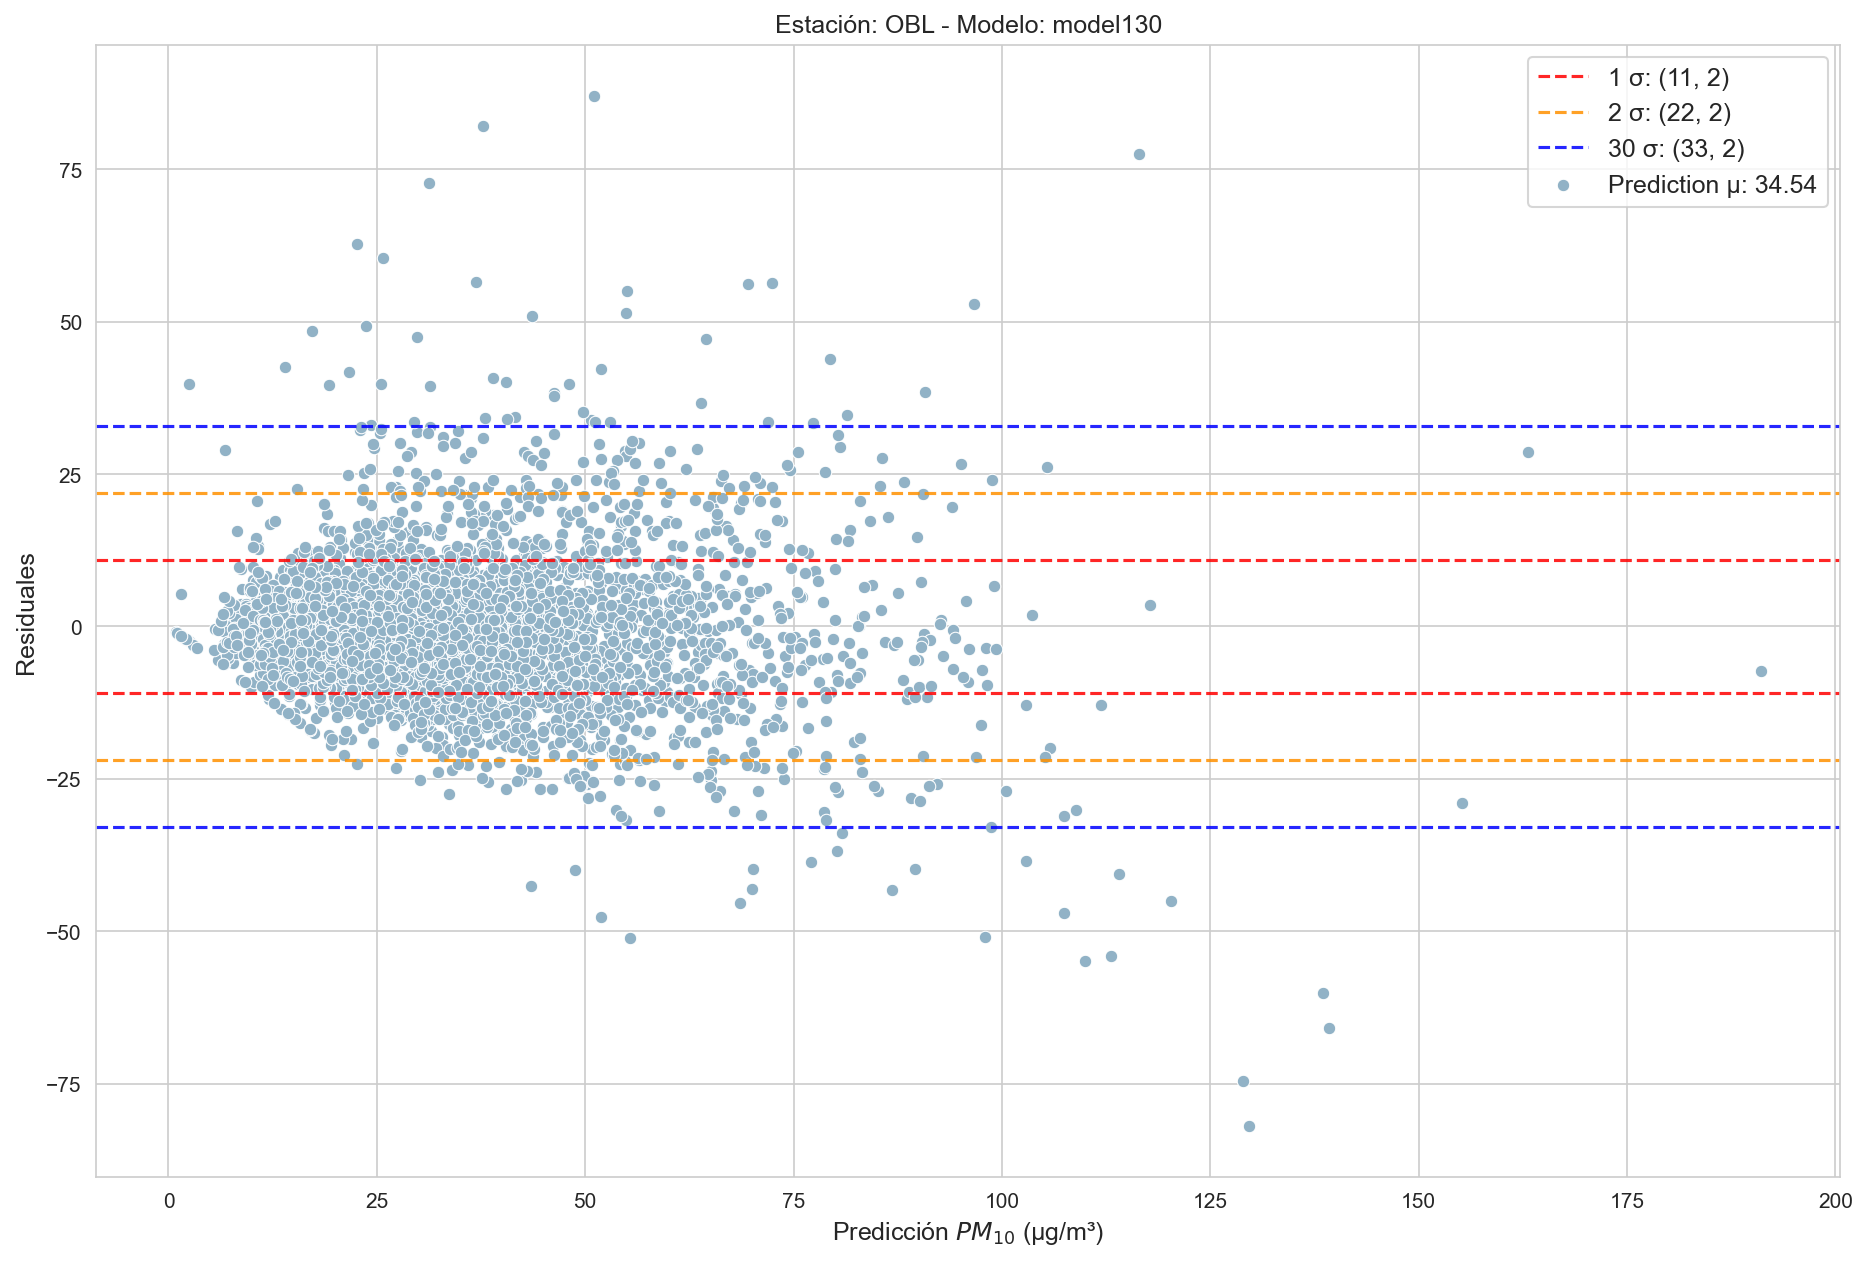 Estación: OBL - Modelo: model130
1 σ: (11, 2)
2 σ: (22, 2)
30 σ: (33, 2)
Prediction μ: 34.54
Residuales
75
50
25
0
−25
−50
−75
0 25 50 75 100 125 150 175 200
Predicción PM₁₀ (µg/m³)